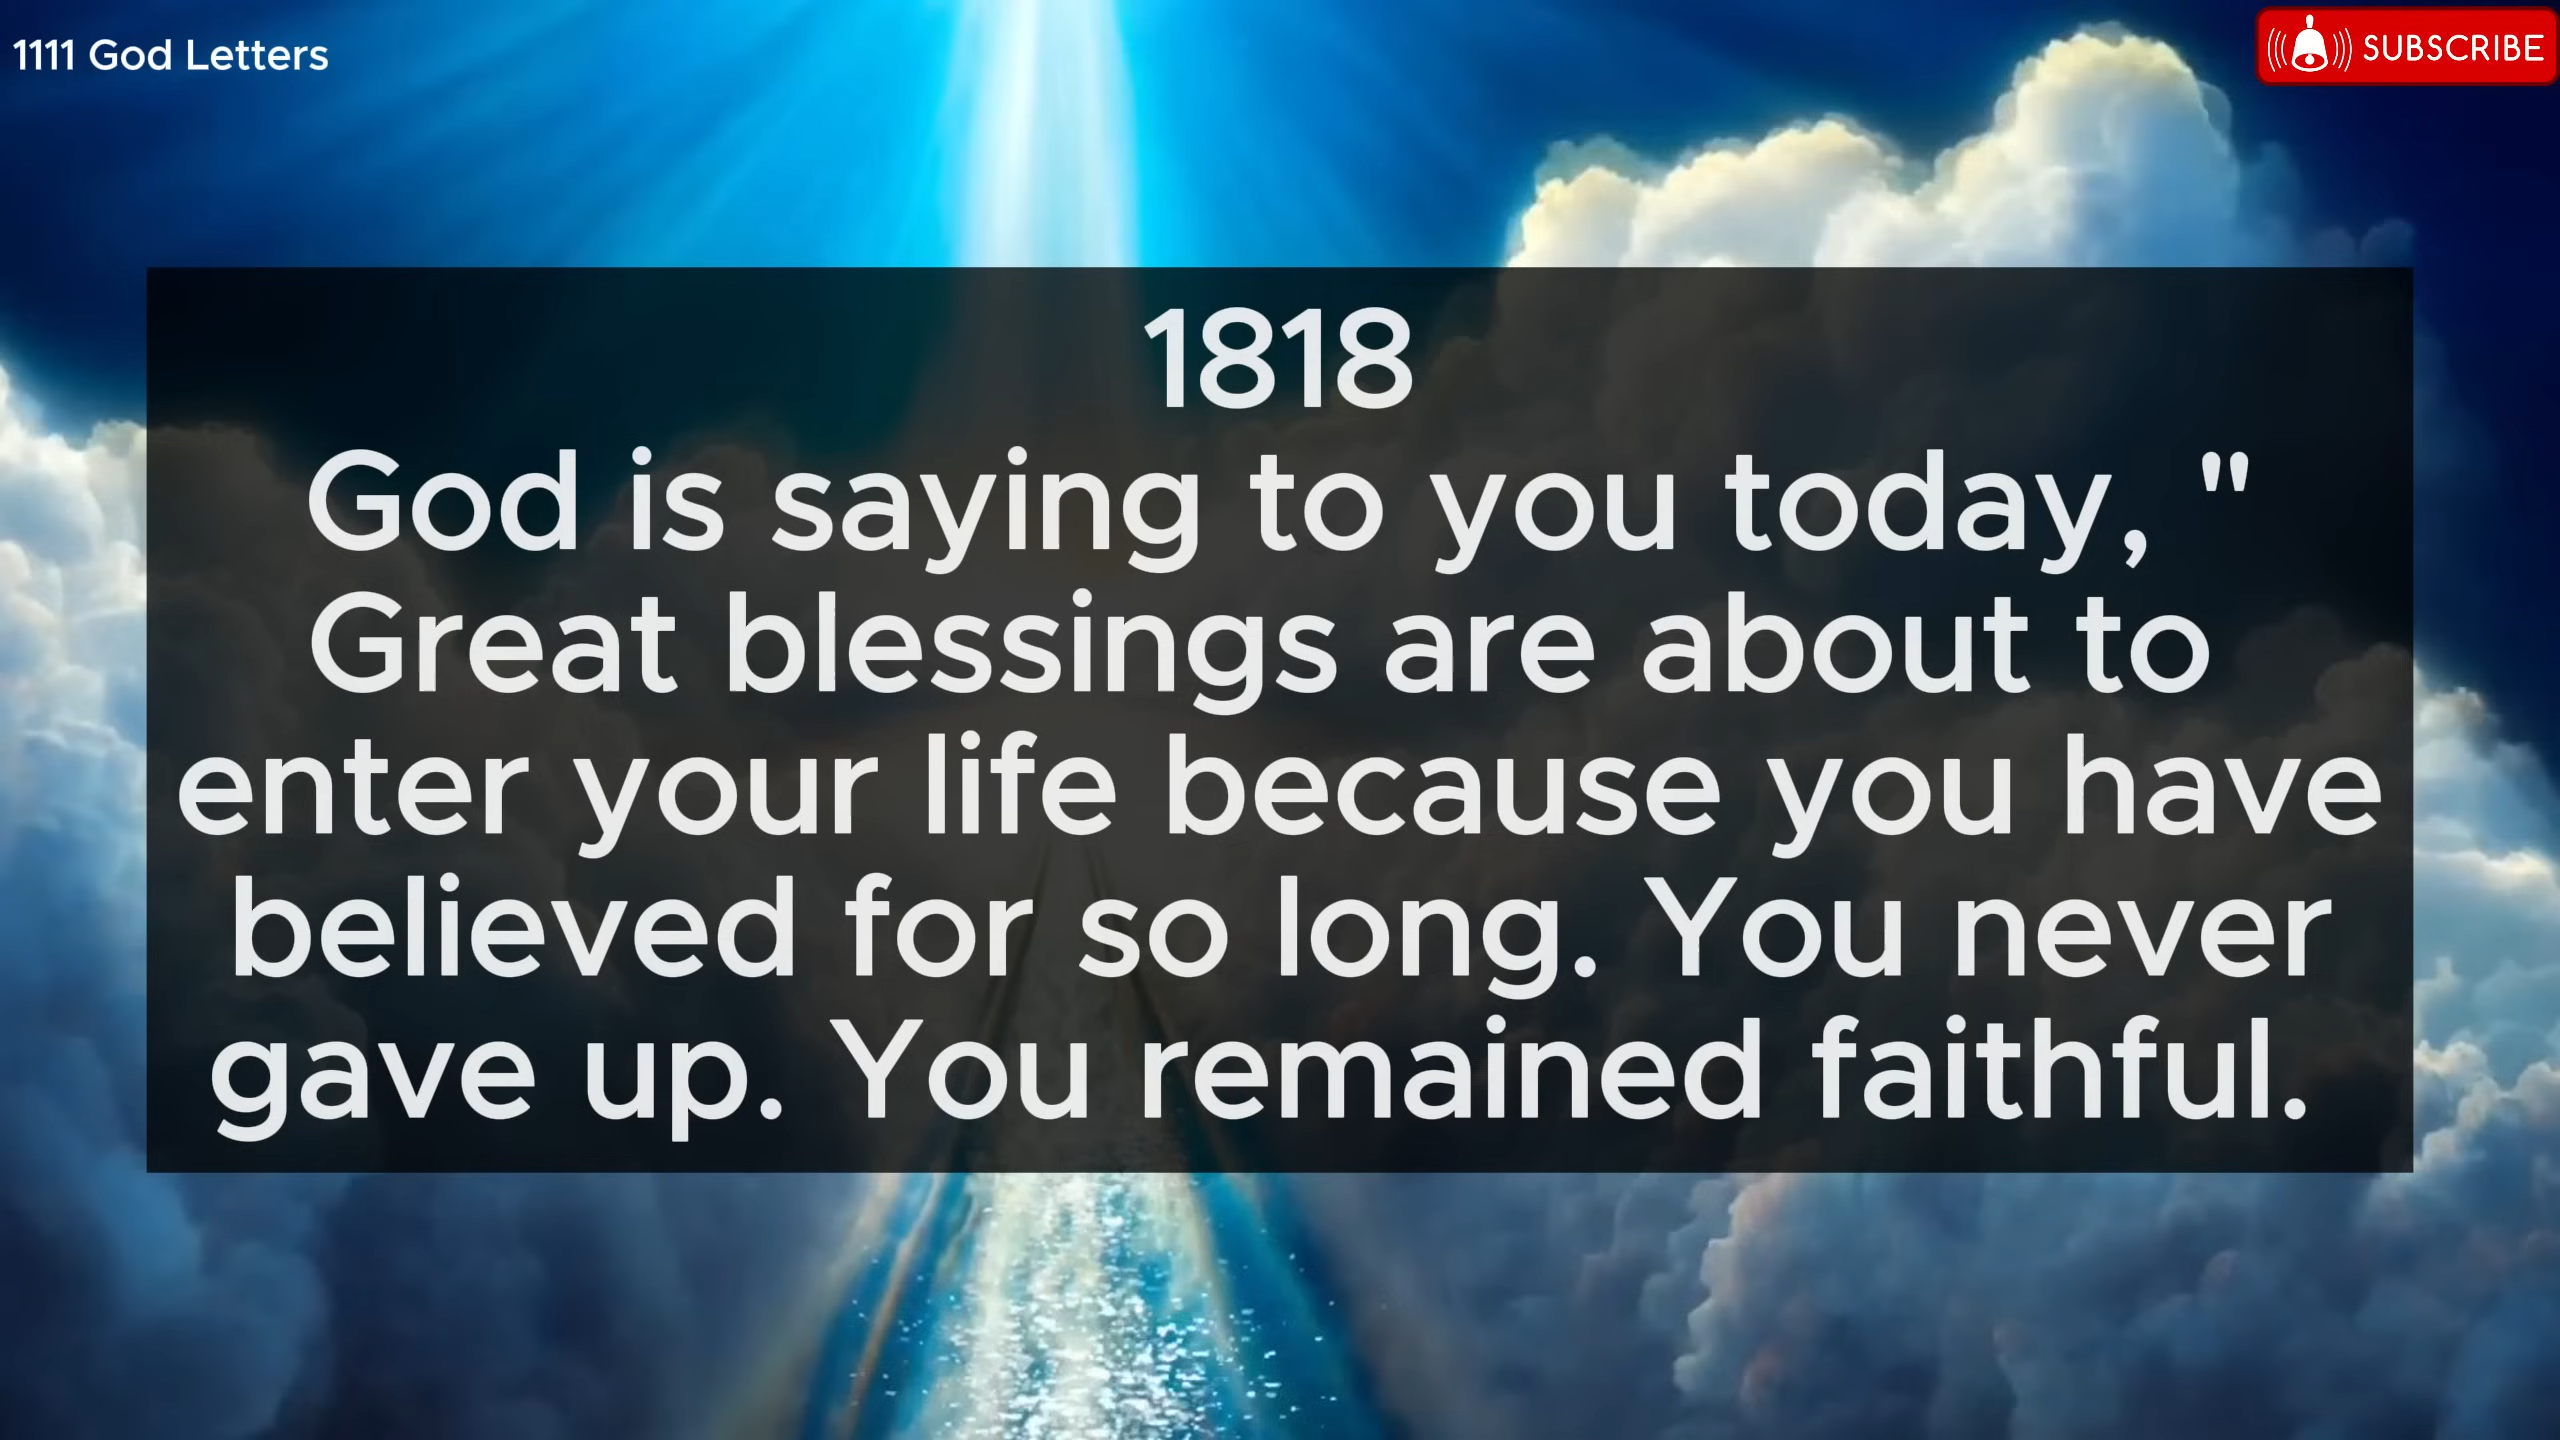 1111 God Letters
SUBSCRIBE
1818
God is saying to you today, "
Great blessings are about to
enter your life because you have
believed for so long. You never
gave up. You remained faithful.